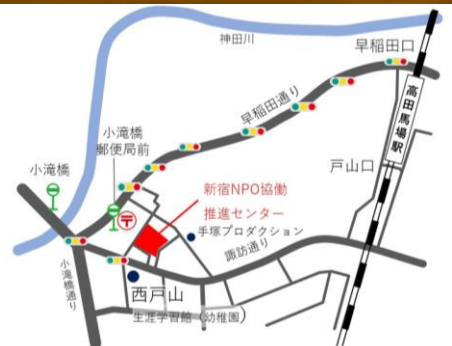 神田川
早稲田口
早稲田通り
高田馬場駅
小滝橋
郵便局前
小滝橋
戸山口
新宿NPO協働
推進センター
手塚プロダクション
諏訪通り
小滝橋通り
西戸山
生涯学習館（幼稚園）
〒